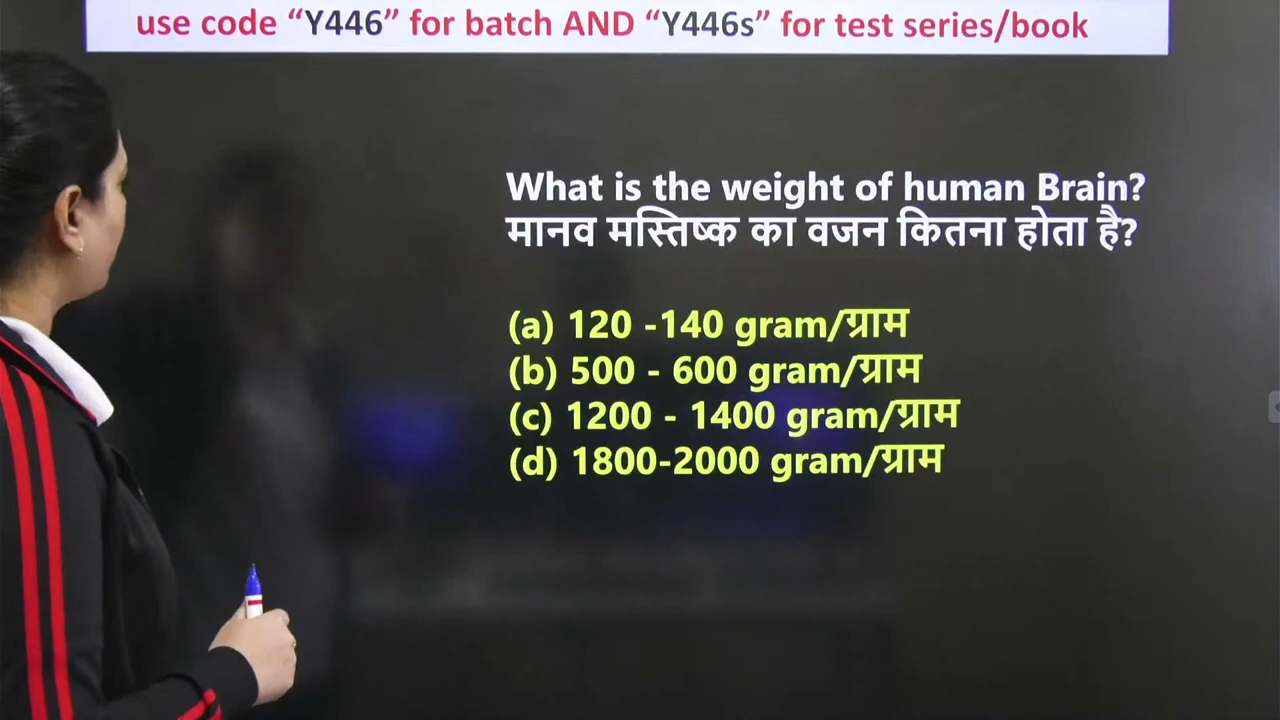 use code “Y446” for batch AND “Y446s” for test series/book
What is the weight of human Brain?
मानव मस्तिष्क का वजन कितना होता है?
(a) 120 -140 gram/ग्राम
(b) 500 - 600 gram/ग्राम
(c) 1200 - 1400 gram/ग्राम
(d) 1800-2000 gram/ग्राम